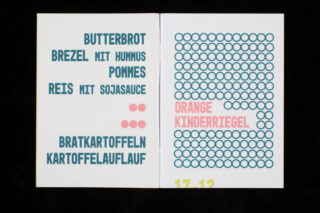 BUTTERBROT
BREZEL MIT HUMMUS
POMMES
REIS MIT SOJASAUCE
BRATKARTOFFELN
KARTOFFELAUFLAUF
ORANGE
KINDERRIEGEL
17-12